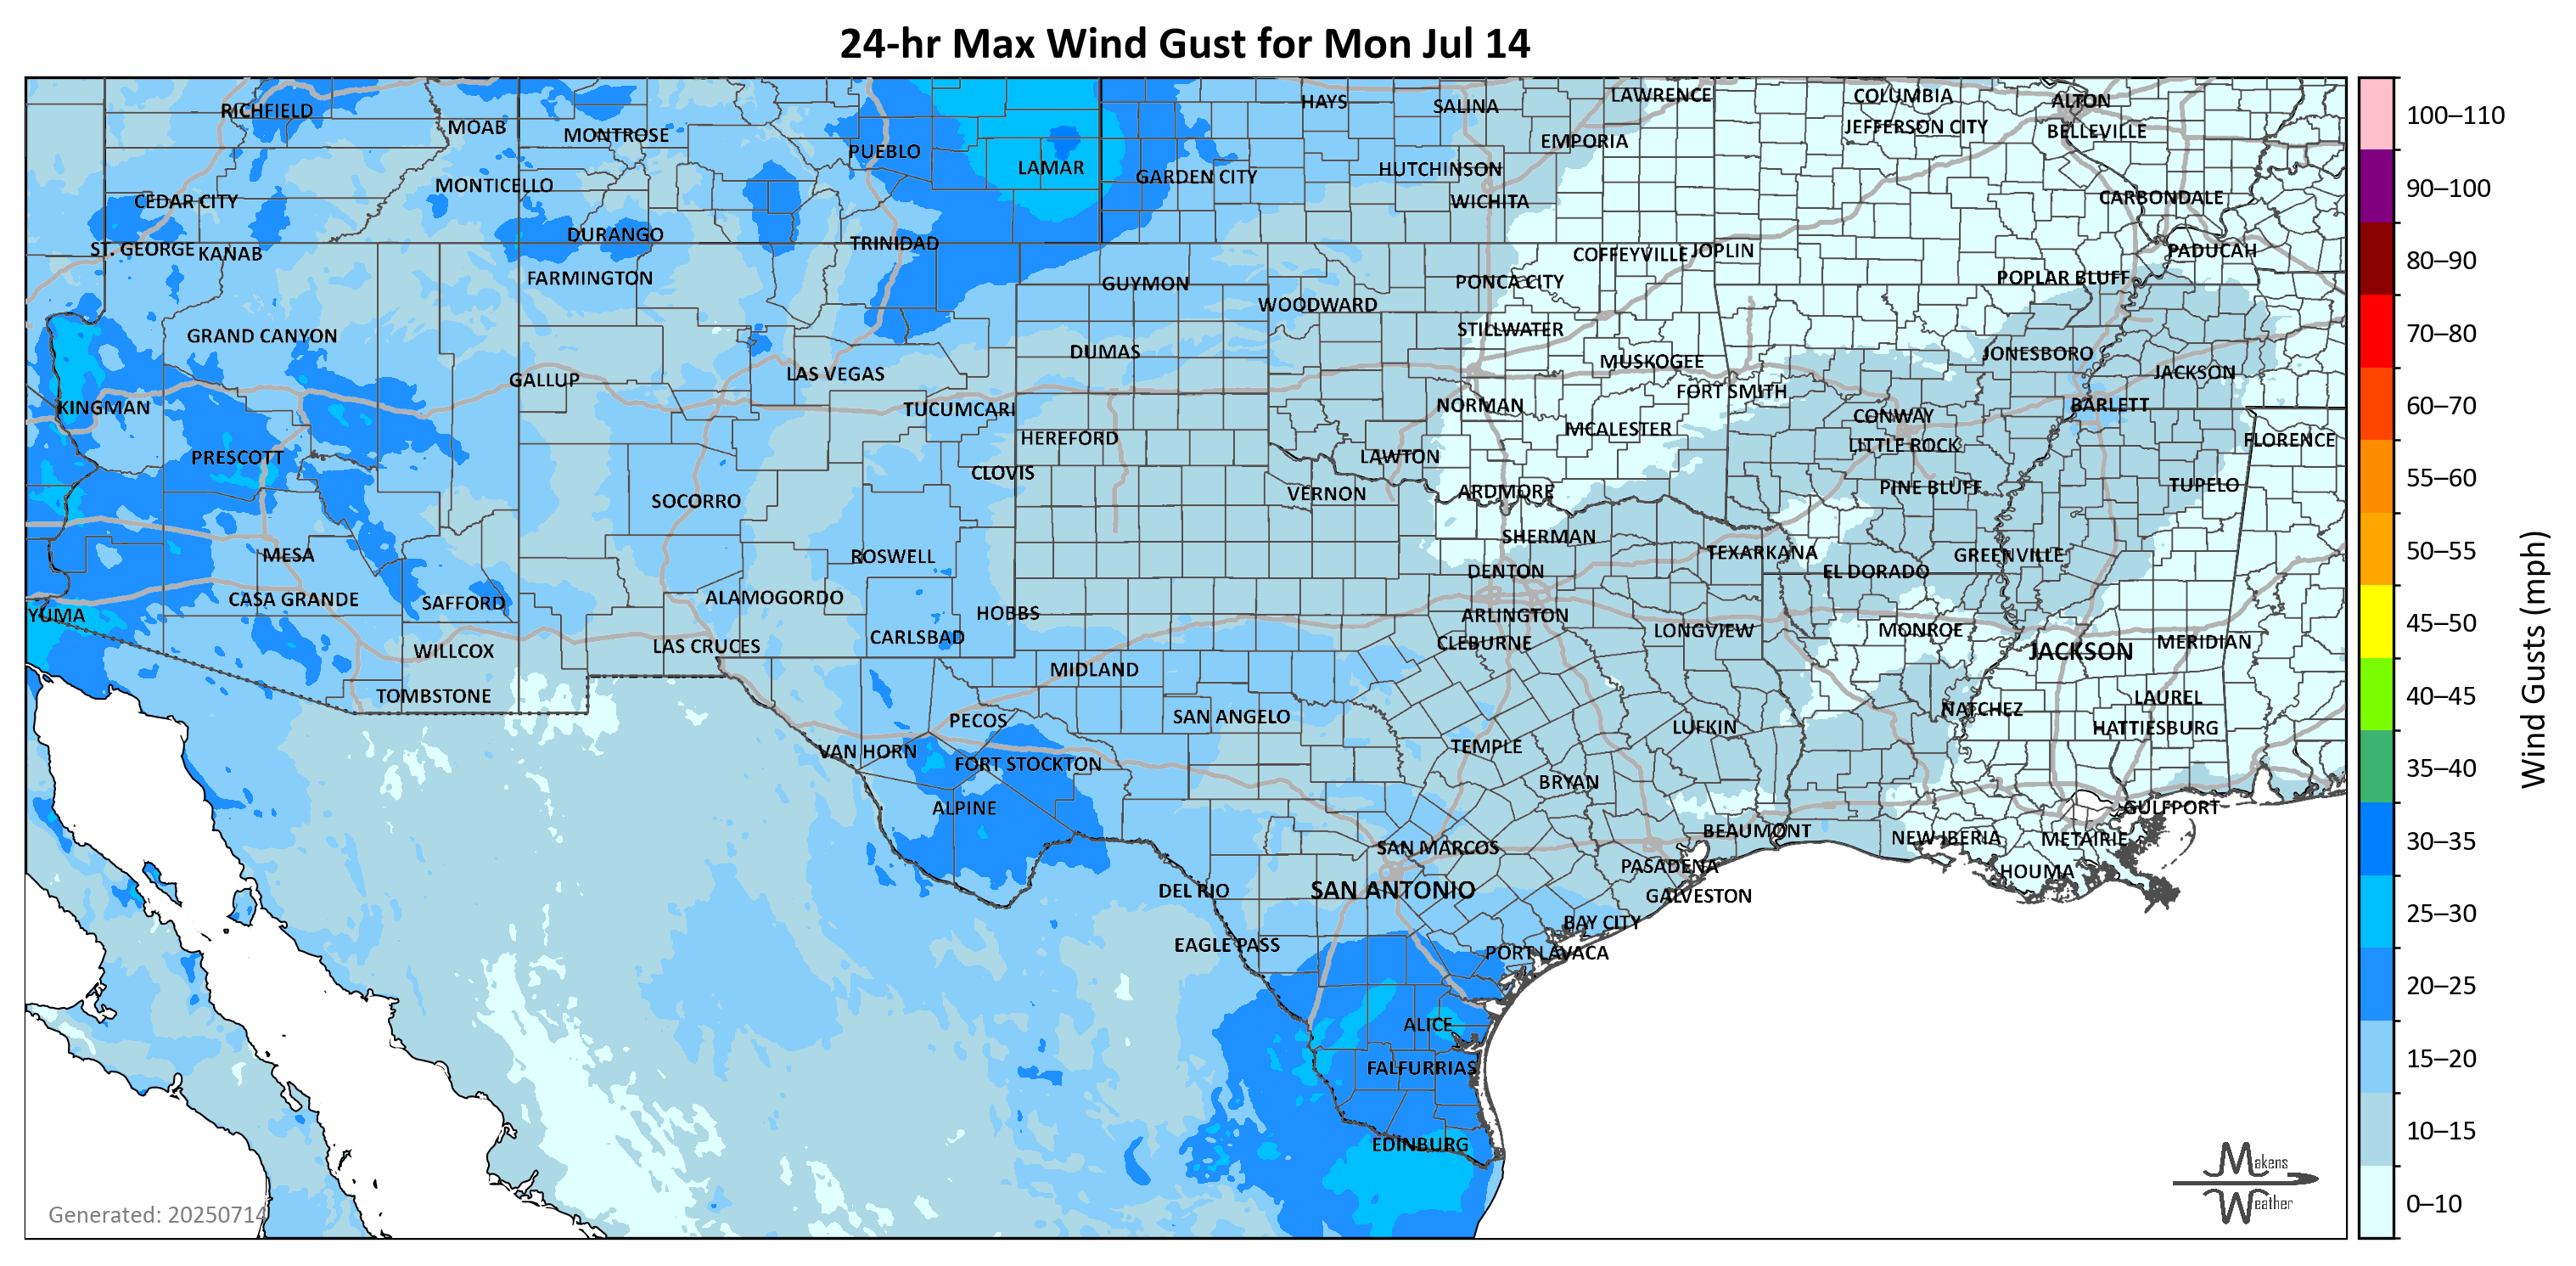 24-hr Max Wind Gust for Mon Jul 14
RICHFIELD
MOAB
MONTROSE
PUEBLO
LAMAR
HAYS
SALINA
LAWRENCE
COLUMBIA
ALTON
EMPORIA
JEFFERSON CITY
BELLEVILLE
MONTICELLO
GARDEN CITY
HUTCHINSON
CEDAR CITY
WICHITA
CARBONDALE
ST. GEORGE
KANAB
DURANGO
TRINIDAD
COFFEYVILLE
JOPLIN
PADUCAH
FARMINGTON
GUYMON
PONCA CITY
POPLAR BLUFF
WOODWARD
GRAND CANYON
STILLWATER
DUMAS
MUSKOGEE
JONESBORO
GALLUP
LAS VEGAS
FORT SMITH
JACKSON
KINGMAN
TUCUMCARI
NORMAN
CONWAY
BARLETT
HEREFORD
MCALESTER
LITTLE ROCK
FLORENCE
PRESCOTT
CLOVIS
LAWTON
SOCORRO
VERNON
ARDMORE
PINE BLUFF
TUPELO
MESA
ROSWELL
SHERMAN
TEXARKANA
GREENVILLE
DENTON
EL DORADO
CASA GRANDE
SAFFORD
ALAMOGORDO
YUMA
HOBBS
ARLINGTON
CARLSBAD
CLEBURNE
LONGVIEW
MONROE
WILLCOX
LAS CRUCES
JACKSON
MERIDIAN
MIDLAND
TOMBSTONE
PECOS
SAN ANGELO
NATCHEZ
LAUREL
LUFKIN
HATTIESBURG
VAN HORN
FORT STOCKTON
TEMPLE
BRYAN
ALPINE
GULFPORT
BEAUMONT
NEW IBERIA
METAIRIE
SAN MARCOS
PASADENA
HOUMA
DEL RIO
SAN ANTONIO
GALVESTON
BAY CITY
EAGLE PASS
PORT LAVACA
ALICE
FALFURRIAS
EDINBURG
Generated: 20250714
Makens
Weather
100–110
90–100
80–90
70–80
60–70
55–60
50–55
45–50
40–45
35–40
30–35
25–30
20–25
15–20
10–15
0–10
Wind Gusts (mph)